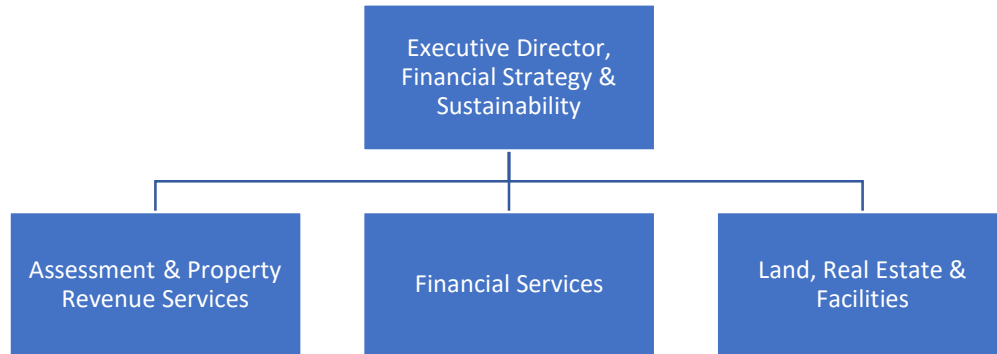 Executive Director,
Financial Strategy &
Sustainability
Assessment & Property
Revenue Services
Financial Services
Land, Real Estate &
Facilities